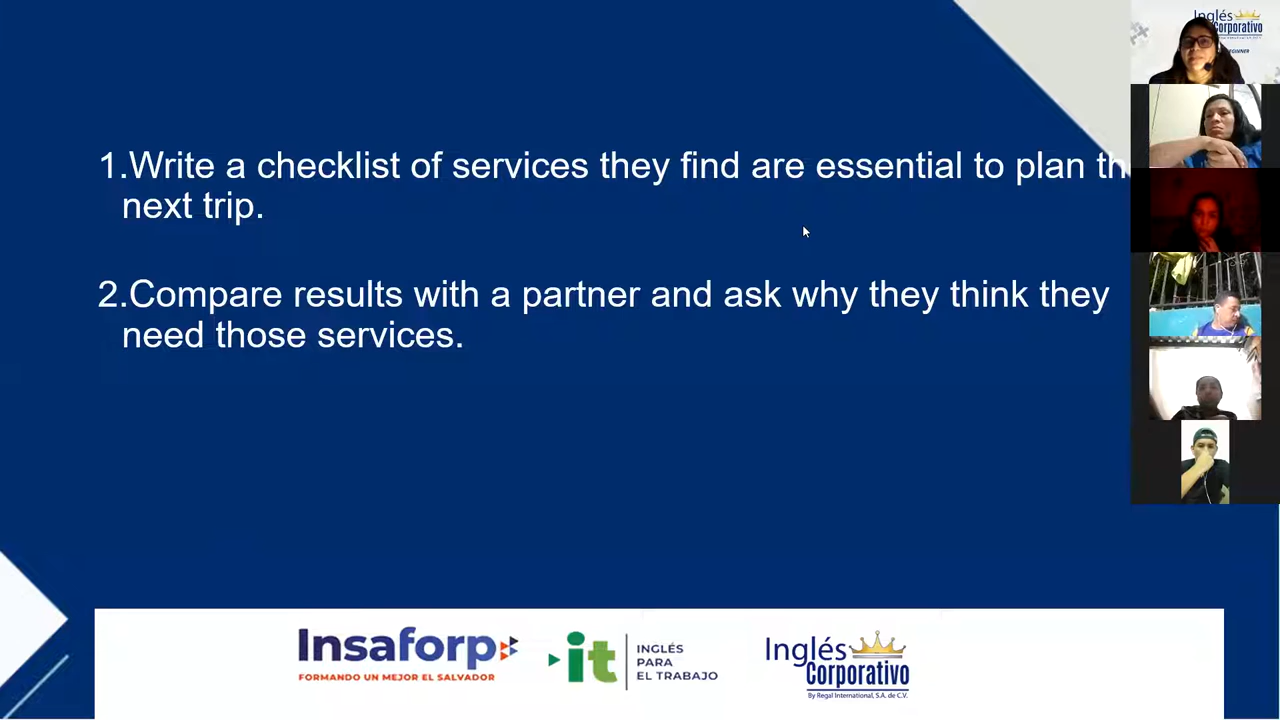 1.Write a checklist of services they find are essential to plan th
next trip.
2.Compare results with a partner and ask why they think they
need those services.
Inglés
Corporativo
Insaforp
FORMANDO UN MEJOR EL SALVADOR
it
INGLÉS
PARA
EL TRABAJO
Inglés
Corporativo
By Regal International, S.A. de C.V.